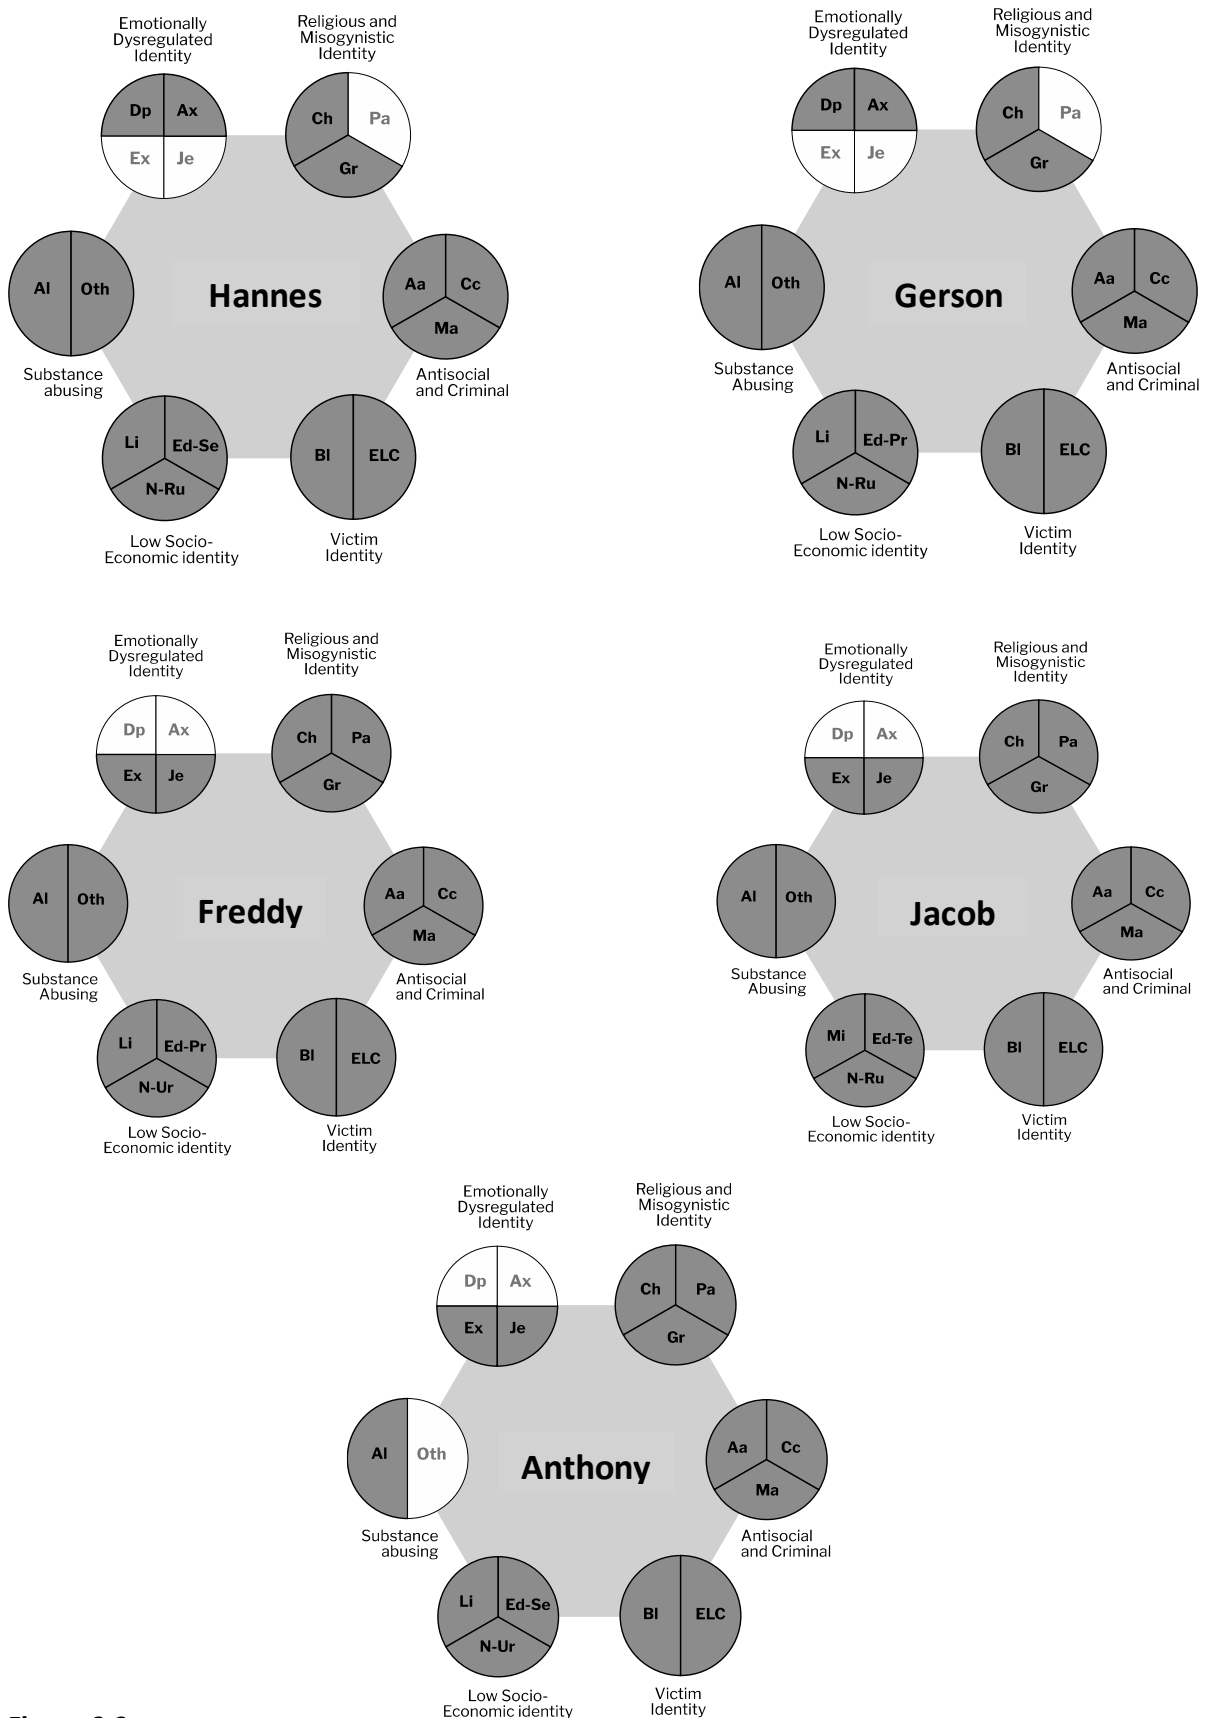 Emotionally
Dysregulated
Identity
Religious and
Misogynistic
Identity
Dp
Ax
Ex
Je
Ch
Pa
Gr
Al
Oth
Hannes
Aa
Cc
Ma
Substance
abusing
Antisocial
and Criminal
Li
Ed-Se
N-Ru
Bl
ELC
Low Socio-
Economic identity
Victim
Identity
Emotionally
Dysregulated
Identity
Religious and
Misogynistic
Identity
Dp
Ax
Ex
Je
Ch
Pa
Gr
Al
Oth
Gerson
Aa
Cc
Ma
Substance
Abusing
Antisocial
and Criminal
Li
Ed-Pr
N-Ru
Bl
ELC
Low Socio-
Economic identity
Victim
Identity
Emotionally
Dysregulated
Identity
Religious and
Misogynistic
Identity
Dp
Ax
Ex
Je
Ch
Pa
Gr
Al
Oth
Freddy
Aa
Cc
Ma
Substance
Abusing
Antisocial
and Criminal
Li
Ed-Pr
N-Ur
Bl
ELC
Low Socio-
Economic identity
Victim
Identity
Emotionally
Dysregulated
Identity
Religious and
Misogynistic
Identity
Dp
Ax
Ex
Je
Ch
Pa
Gr
Al
Oth
Jacob
Aa
Cc
Ma
Substance
Abusing
Antisocial
and Criminal
Mi
Ed-Te
N-Ru
Bl
ELC
Low Socio-
Economic identity
Victim
Identity
Emotionally
Dysregulated
Identity
Religious and
Misogynistic
Identity
Dp
Ax
Ex
Je
Ch
Pa
Gr
Al
Oth
Anthony
Aa
Cc
Ma
Substance
abusing
Antisocial
and Criminal
Li
Ed-Se
N-Ur
Bl
ELC
Low Socio-
Economic identity
Victim
Identity